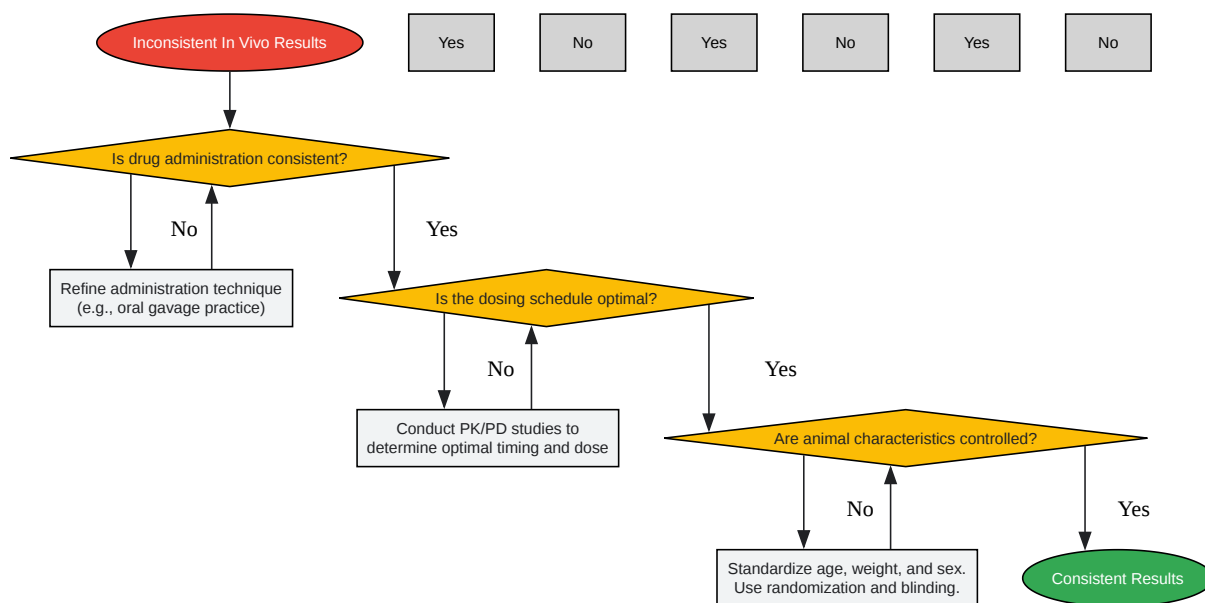 Inconsistent In Vivo Results
Yes
No
Yes
No
Yes
No
Is drug administration consistent?
No
Yes
Refine administration technique
(e.g., oral gavage practice)
Is the dosing schedule optimal?
No
Yes
Conduct PK/PD studies to
determine optimal timing and dose
Are animal characteristics controlled?
No
Yes
Standardize age, weight, and sex.
Use randomization and blinding.
Consistent Results